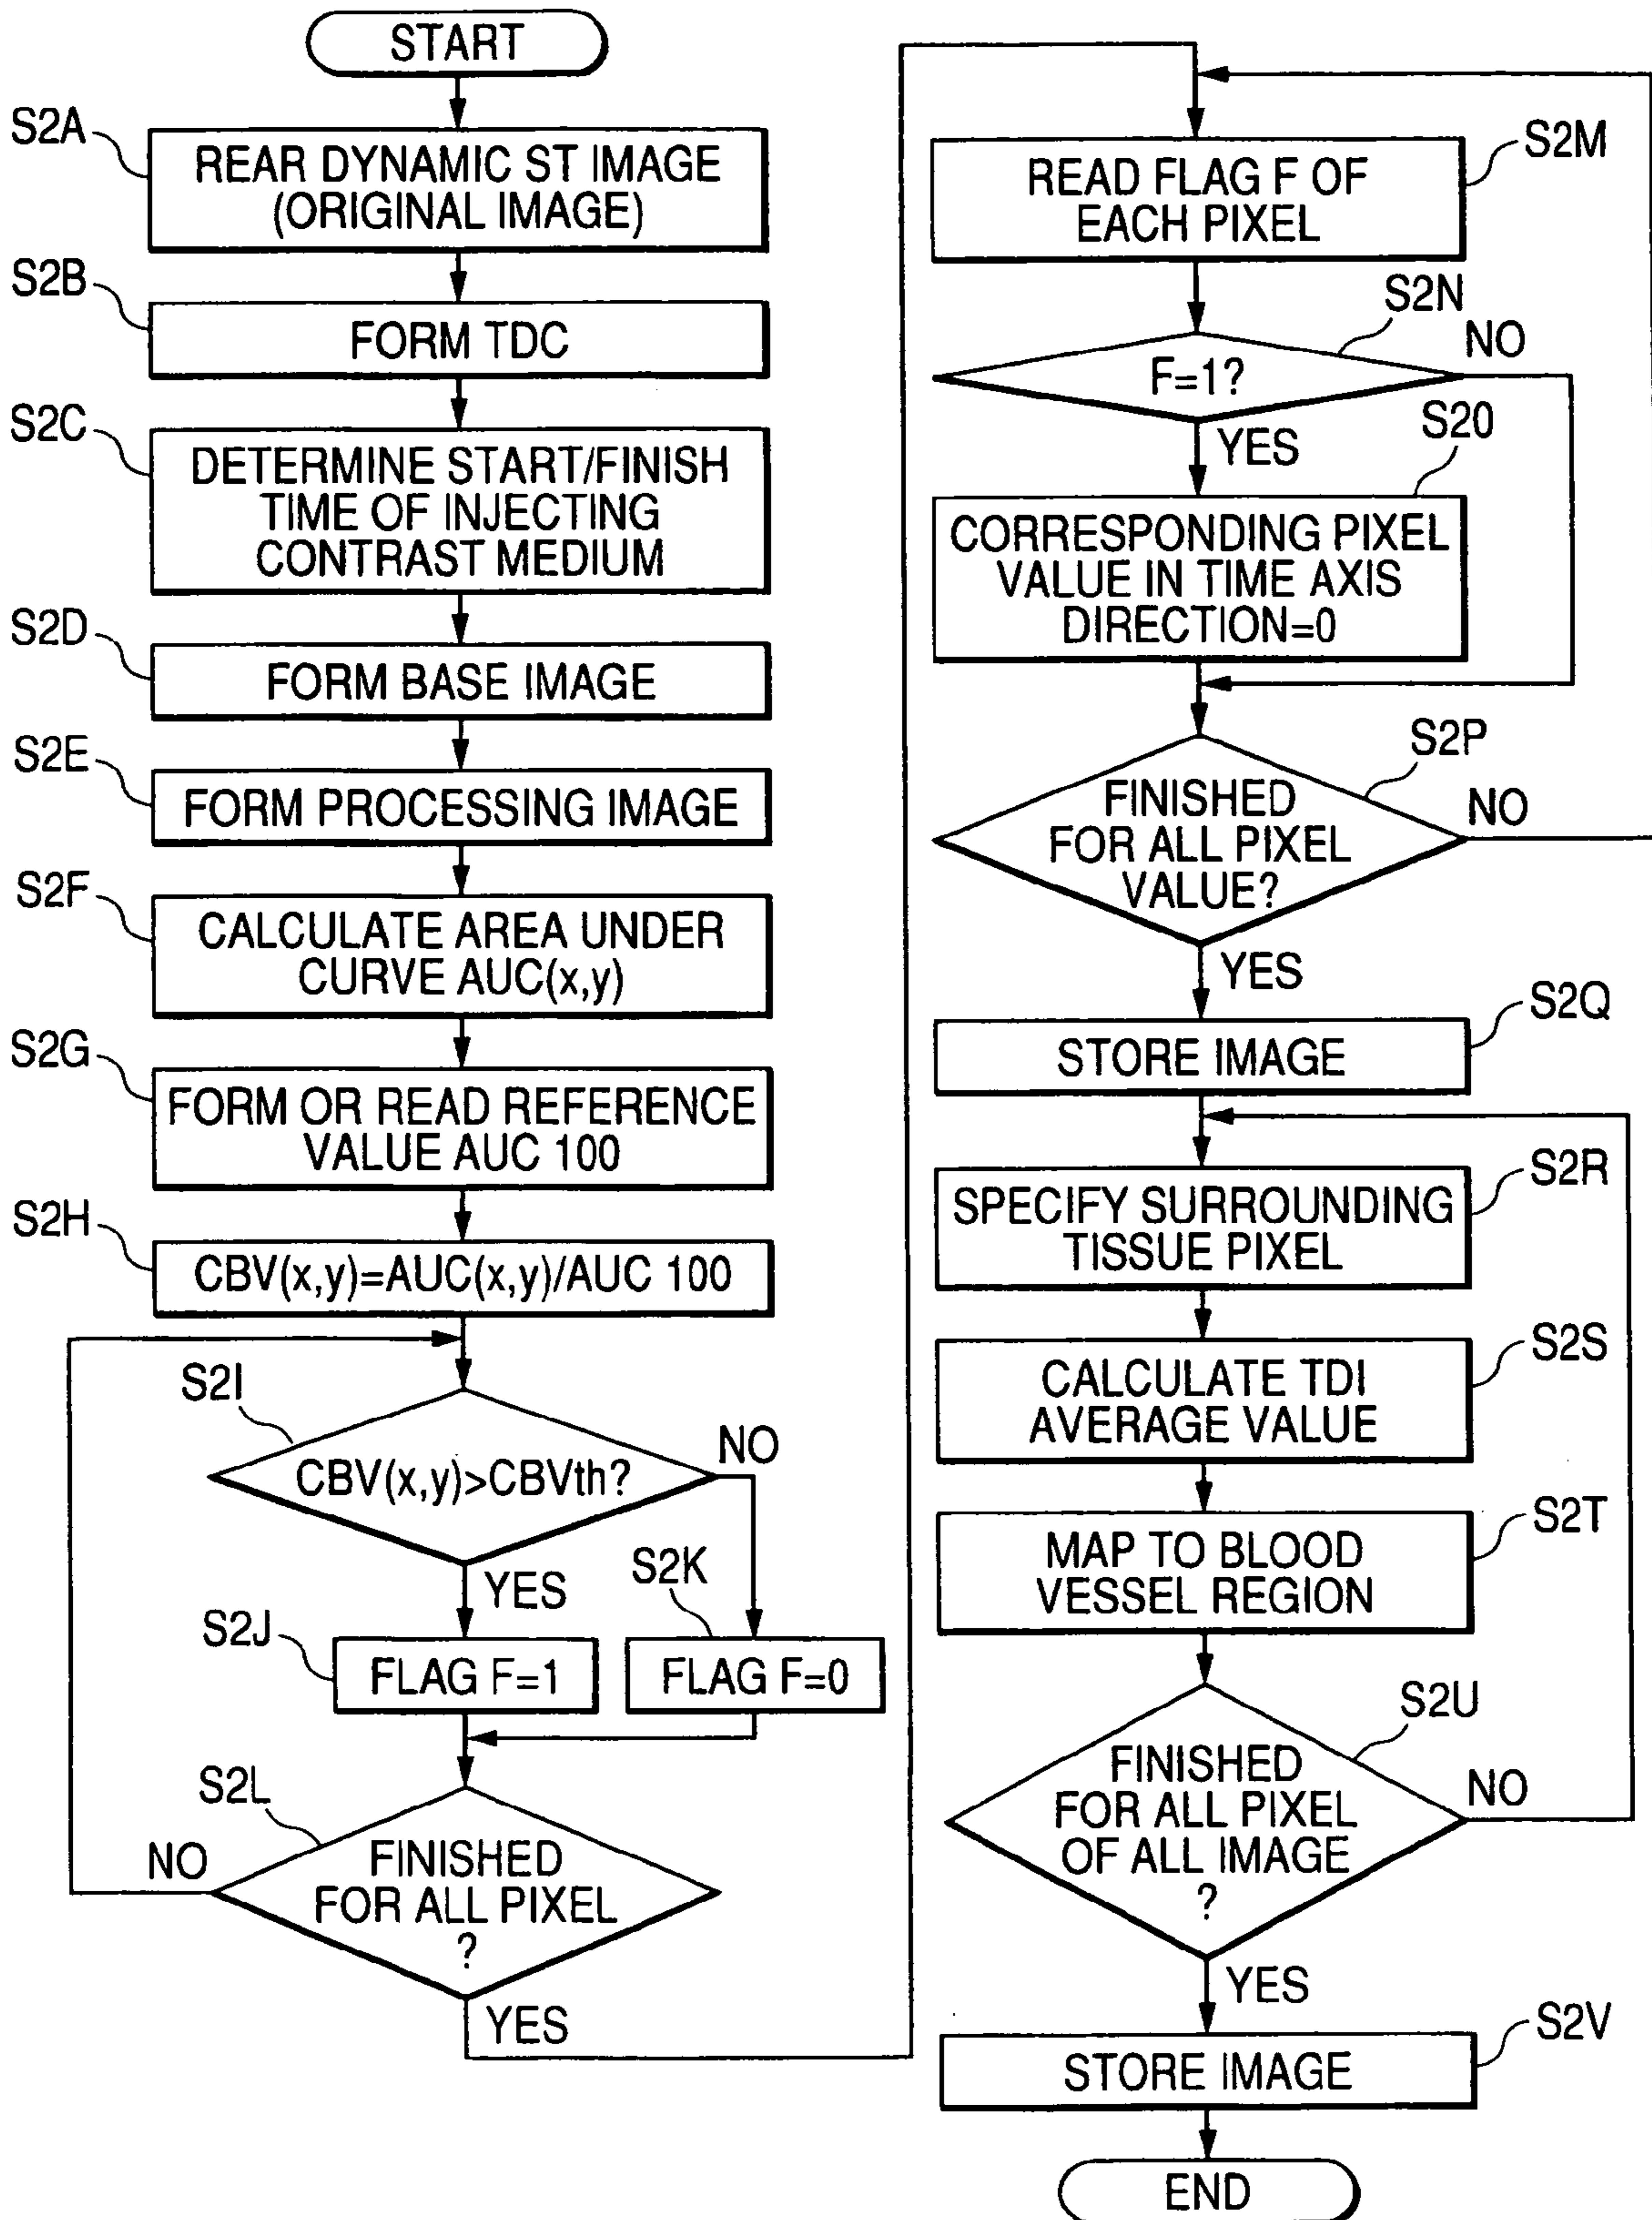 START
S2A
REAR DYNAMIC ST IMAGE
(ORIGINAL IMAGE)
S2B
FORM TDC
S2C
DETERMINE START/FINISH
TIME OF INJECTING
CONTRAST MEDIUM
S2D
FORM BASE IMAGE
S2E
FORM PROCESSING IMAGE
S2F
CALCULATE AREA UNDER
CURVE AUC(x,y)
S2G
FORM OR READ REFERENCE
VALUE AUC 100
S2H
CBV(x,y)=AUC(x,y)/AUC 100
S2I
CBV(x,y)>CBVth?
NO
YES
S2J
FLAG F=1
S2K
FLAG F=0
S2L
FINISHED
FOR ALL PIXEL
?
NO
YES
S2M
READ FLAG F OF
EACH PIXEL
S2N
F=1?
NO
YES
S20
CORRESPONDING PIXEL
VALUE IN TIME AXIS
DIRECTION=0
S2P
FINISHED
FOR ALL PIXEL
VALUE?
NO
YES
S2Q
STORE IMAGE
S2R
SPECIFY SURROUNDING
TISSUE PIXEL
S2S
CALCULATE TDI
AVERAGE VALUE
S2T
MAP TO BLOOD
VESSEL REGION
S2U
FINISHED
FOR ALL PIXEL
OF ALL IMAGE
?
NO
YES
S2V
STORE IMAGE
END